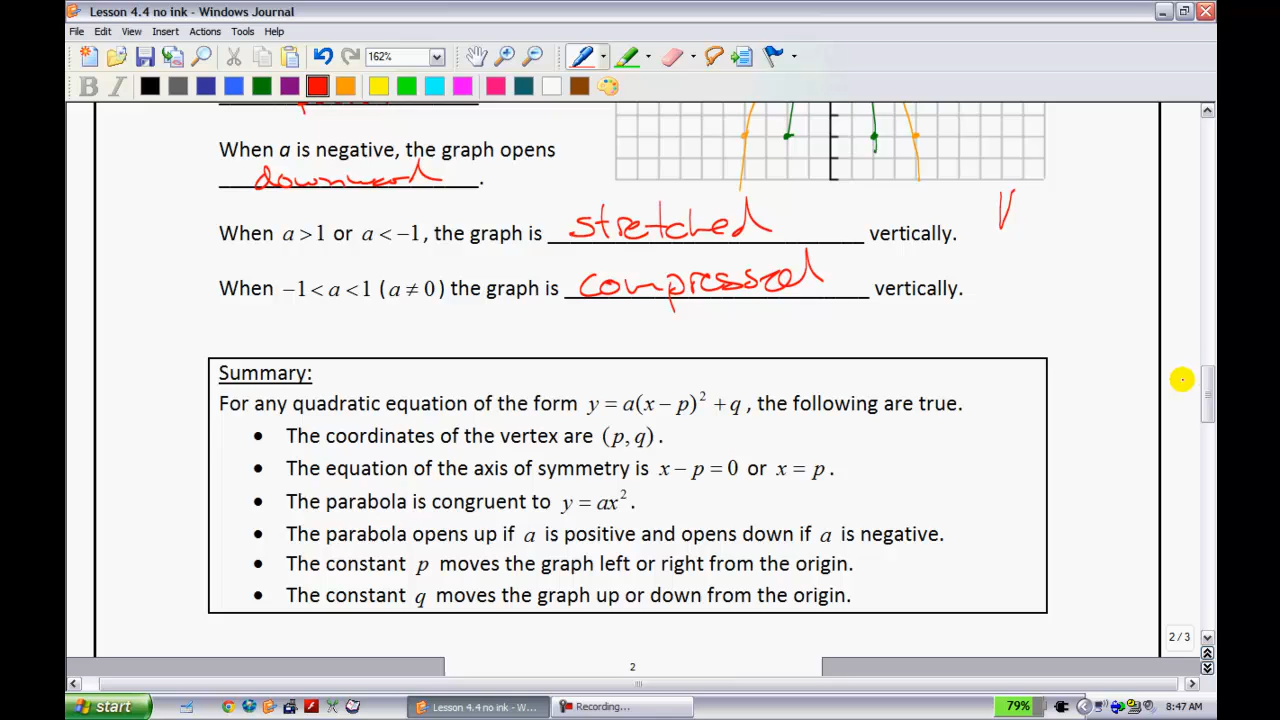 Lesson 4.4 no ink - Windows Journal
File Edit View Insert Actions Tools Help
162%
B I
When a is negative, the graph opens
downward.
When a > 1 or a < −1, the graph is stretched vertically.
When −1 < a < 1 (a ≠ 0) the graph is compressed vertically.
Summary:
For any quadratic equation of the form y = a(x − p)² + q, the following are true.
• The coordinates of the vertex are (p, q).
• The equation of the axis of symmetry is x − p = 0 or x = p.
• The parabola is congruent to y = ax².
• The parabola opens up if a is positive and opens down if a is negative.
• The constant p moves the graph left or right from the origin.
• The constant q moves the graph up or down from the origin.
2 / 3
2
start Lesson 4.4 no ink - W... Recording... 79% 8:47 AM